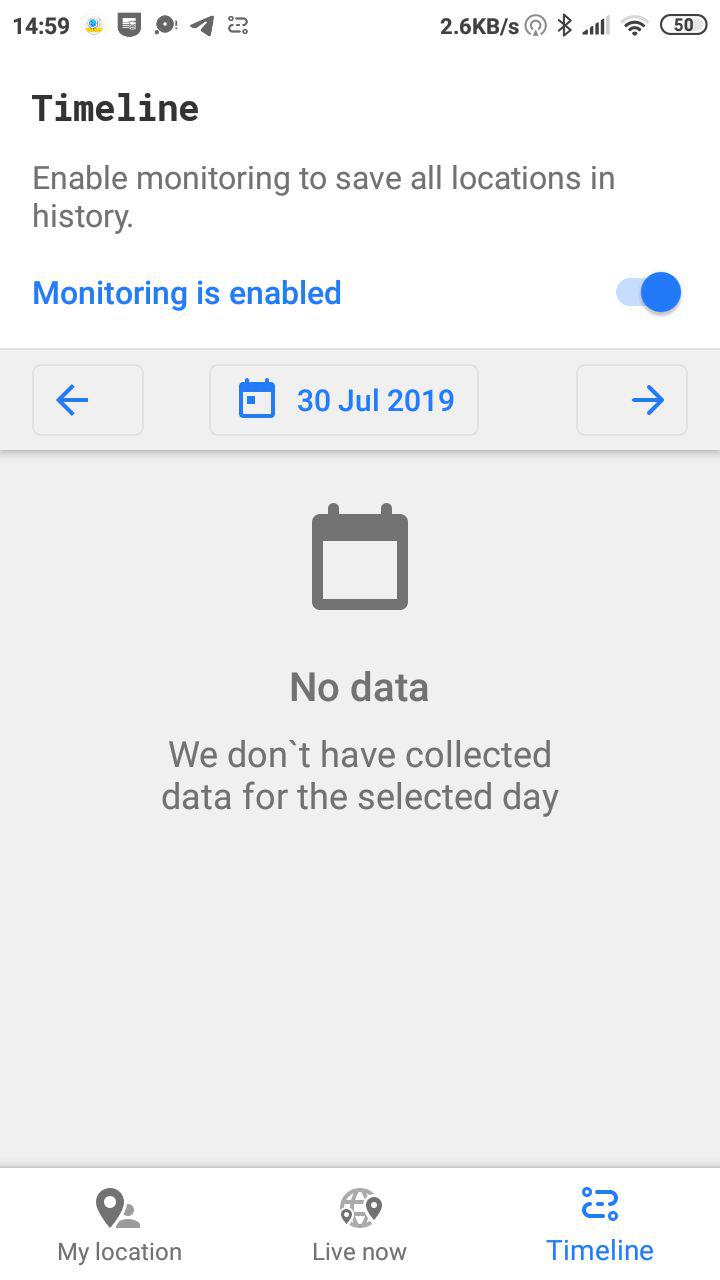 14:59 2.6KB/s 50
Timeline
Enable monitoring to save all locations in
history.
Monitoring is enabled
30 Jul 2019
No data
We don`t have collected
data for the selected day
My location Live now Timeline